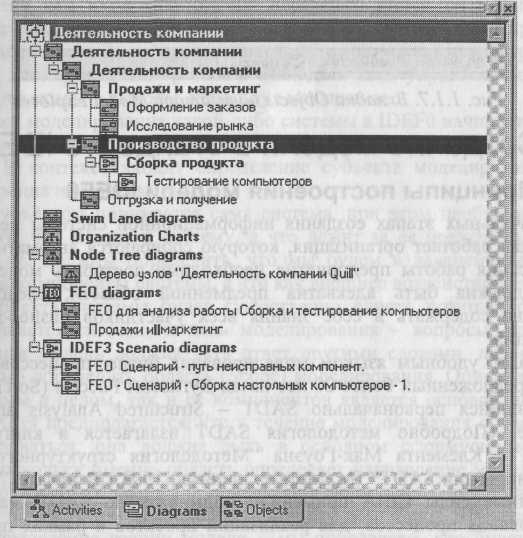 Деятельность компании
Деятельность компании
Деятельность компании
Продажи и маркетинг
Оформление заказов
Исследование рынка
Производство продукта
Сборка продукта
Тестирование компьютеров
Отгрузка и получение
Swim Lane diagrams
Organization Charts
Node Tree diagrams
Дерево узлов "Деятельность компании Quill"
FEO diagrams
FEO для анализа работы Сборка и тестирование компьютеров
Продажи и маркетинг
IDEF3 Scenario diagrams
FEO - Сценарий - путь неисправных компонент.
FEO - Сценарий - Сборка настольных компьютеров - 1.
Activities Diagrams Objects